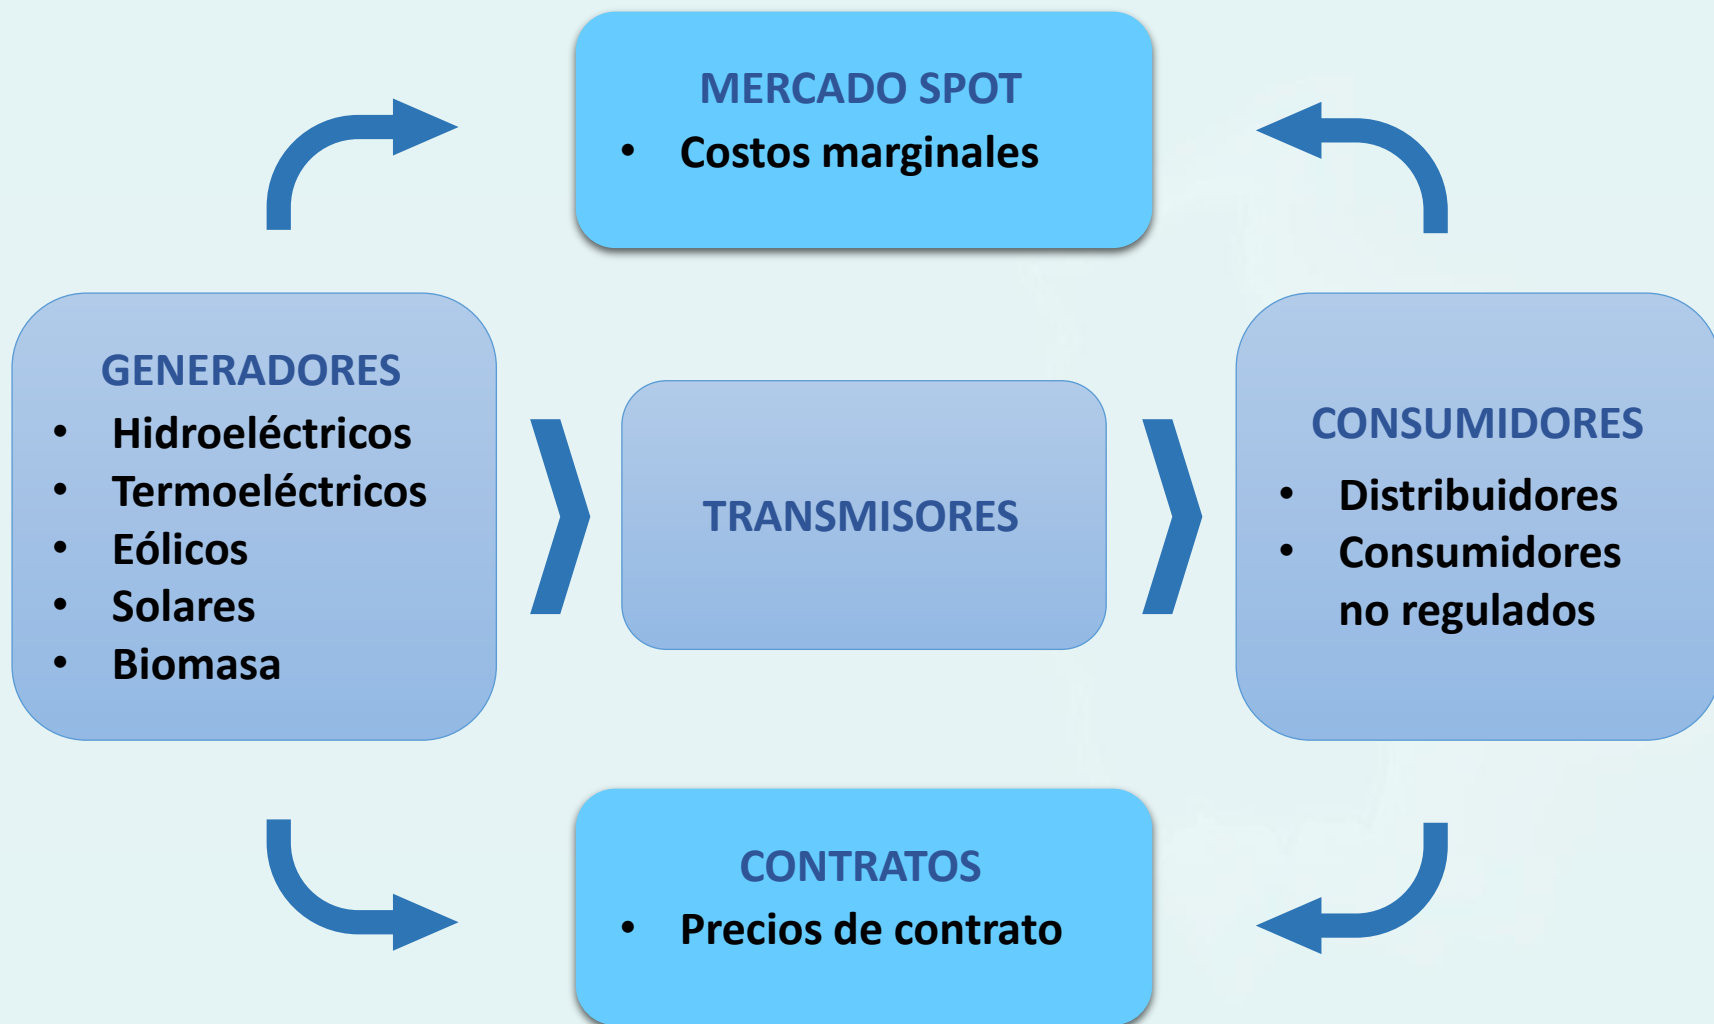 MERCADO SPOT
• Costos marginales
GENERADORES
• Hidroeléctricos
• Termoeléctricos
• Eólicos
• Solares
• Biomasa
TRANSMISORES
CONSUMIDORES
• Distribuidores
• Consumidores
no regulados
CONTRATOS
• Precios de contrato